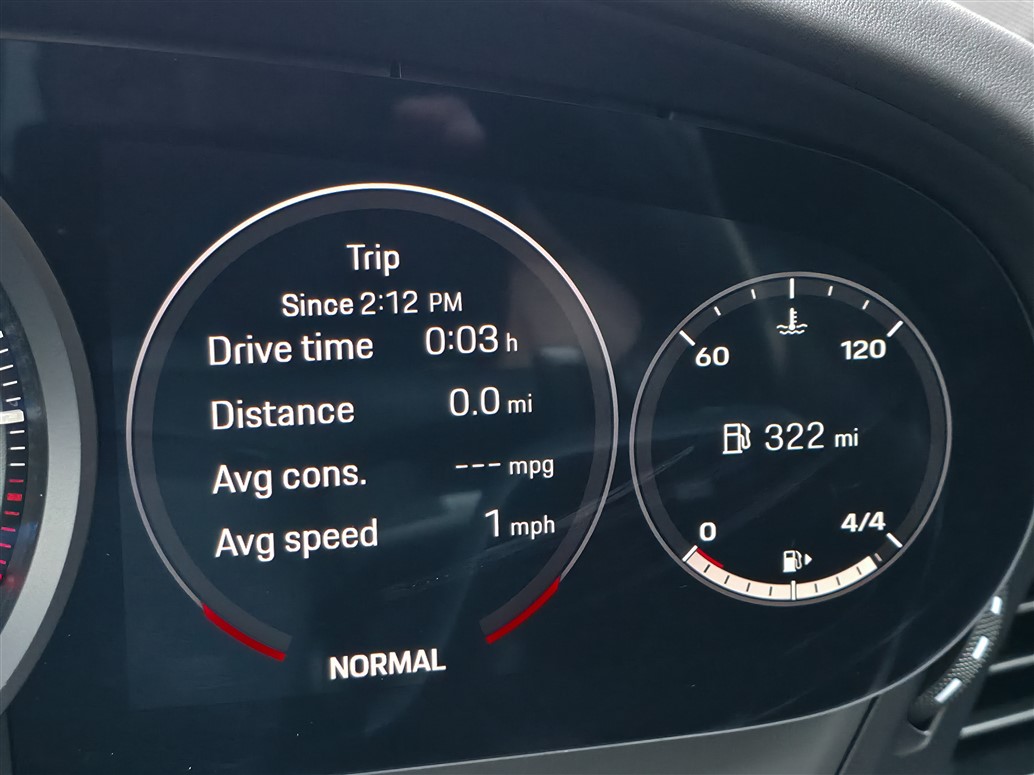 Trip
Since 2:12 PM
Drive time 0:03 h
Distance 0.0 mi
Avg cons. --- mpg
Avg speed 1 mph
NORMAL
60 120
322 mi
0 4/4